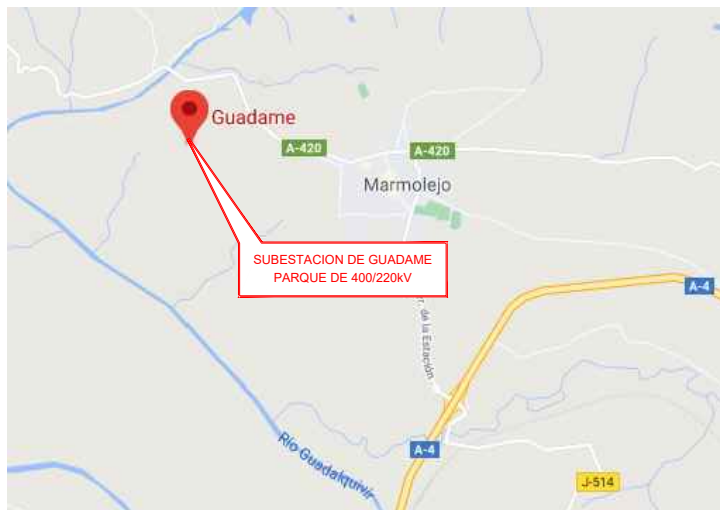 Guadame
A-420
A-420
Marmolejo
SUBESTACION DE GUADAME
PARQUE DE 400/220kV
A-4
de la Estación
A-4
Río Guadalquivir
J-514